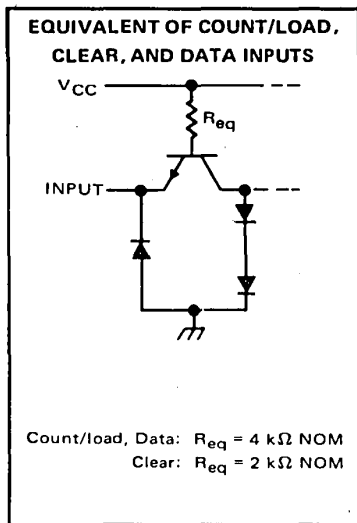 EQUIVALENT OF COUNT/LOAD,
CLEAR, AND DATA INPUTS
VCC
Req
INPUT
Count/load, Data: Req = 4 kΩ NOM
Clear: Req = 2 kΩ NOM